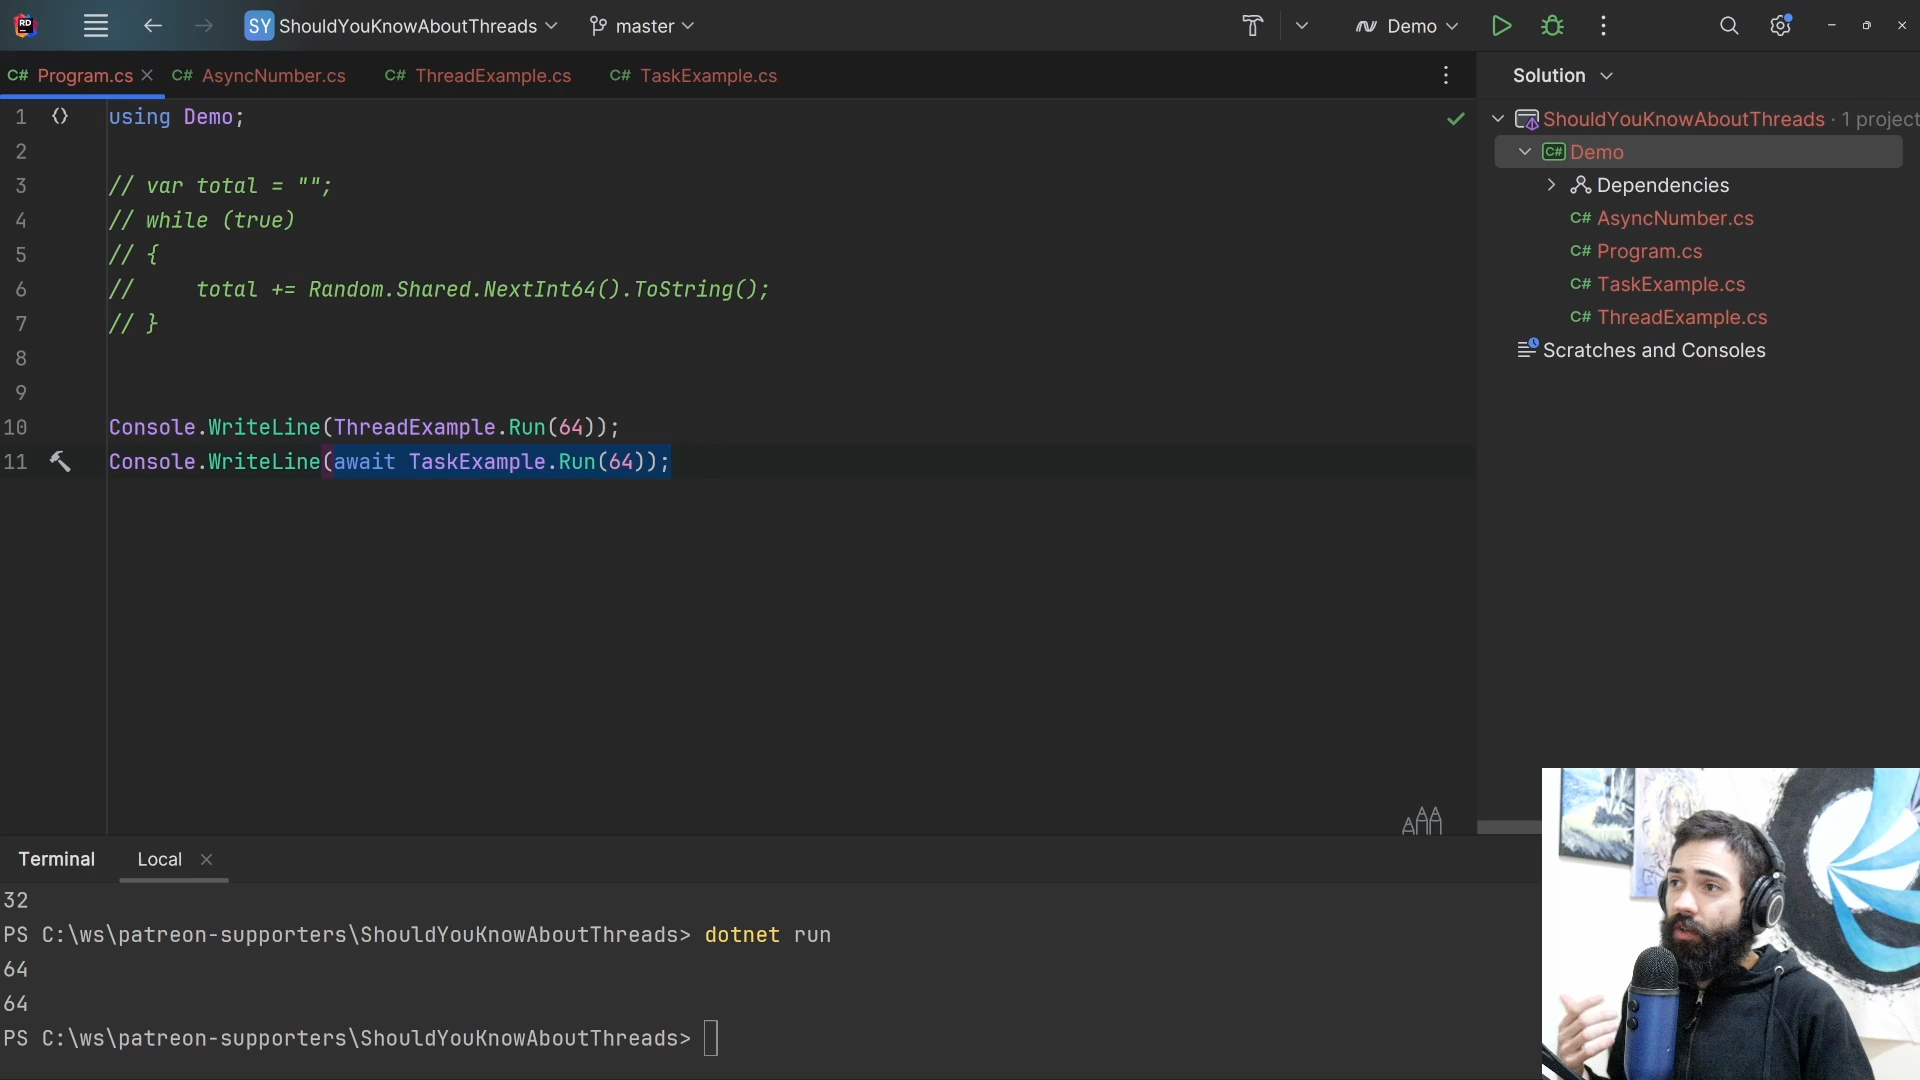 RD
SY ShouldYouKnowAboutThreads
master
Demo
C# Program.cs
C# AsyncNumber.cs
C# ThreadExample.cs
C# TaskExample.cs
1 using Demo;
2
3 // var total = "";
4 // while (true)
5 // {
6 //     total += Random.Shared.NextInt64().ToString();
7 // }
8
9
10 Console.WriteLine(ThreadExample.Run(64));
11 Console.WriteLine(await TaskExample.Run(64));
Solution
ShouldYouKnowAboutThreads · 1 project
C# Demo
Dependencies
C# AsyncNumber.cs
C# Program.cs
C# TaskExample.cs
C# ThreadExample.cs
Scratches and Consoles
Terminal
Local
32
PS C:\ws\patreon-supporters\ShouldYouKnowAboutThreads> dotnet run
64
64
PS C:\ws\patreon-supporters\ShouldYouKnowAboutThreads>